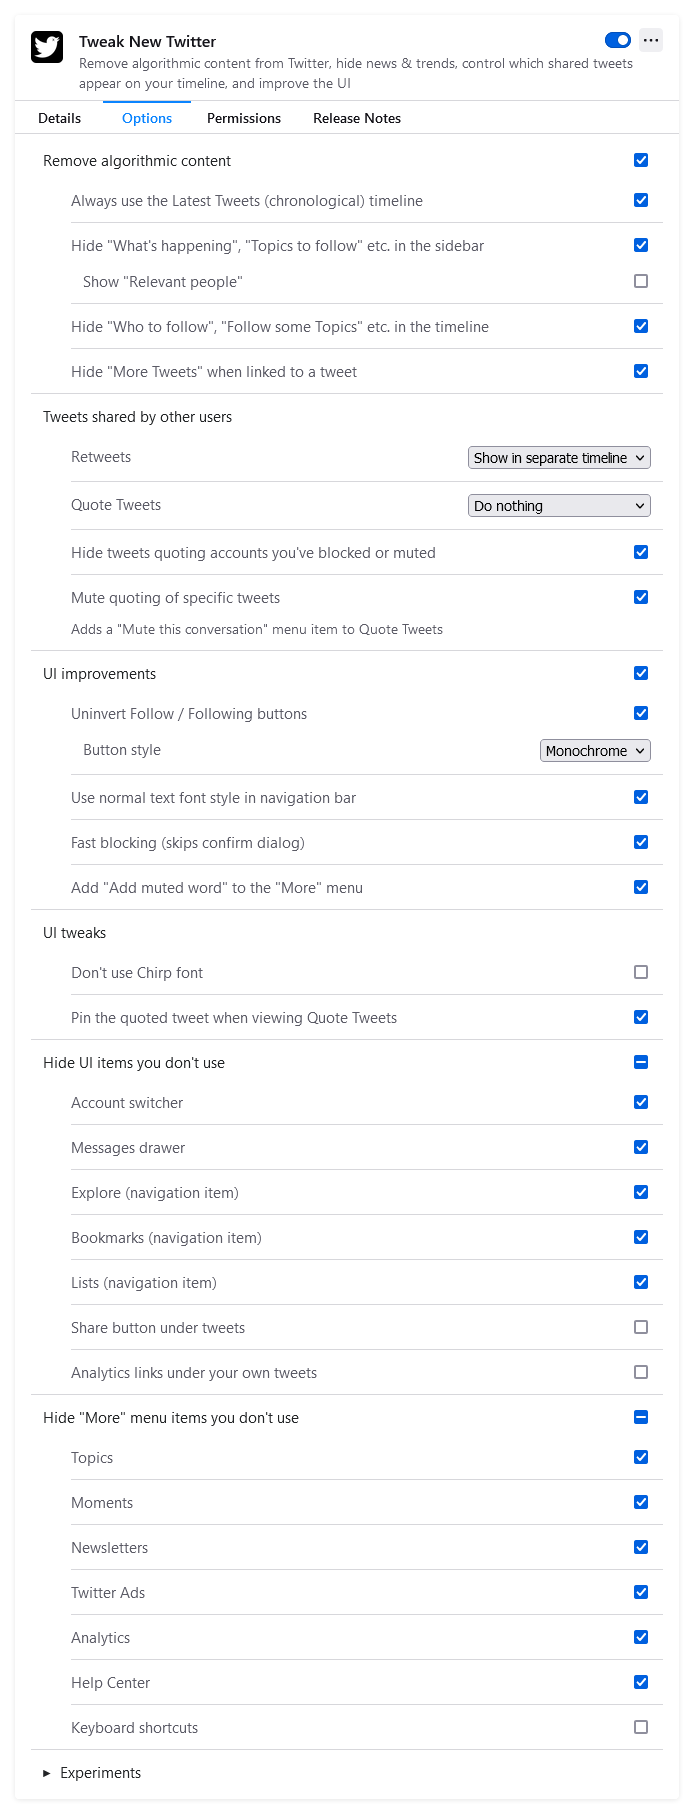 Tweak New Twitter
Remove algorithmic content from Twitter, hide news & trends, control which shared tweets
appear on your timeline, and improve the UI
Details Options Permissions Release Notes
Remove algorithmic content
Always use the Latest Tweets (chronological) timeline
Hide "What's happening", "Topics to follow" etc. in the sidebar
Show "Relevant people"
Hide "Who to follow", "Follow some Topics" etc. in the timeline
Hide "More Tweets" when linked to a tweet
Tweets shared by other users
Retweets Show in separate timeline
Quote Tweets Do nothing
Hide tweets quoting accounts you've blocked or muted
Mute quoting of specific tweets
Adds a "Mute this conversation" menu item to Quote Tweets
UI improvements
Uninvert Follow / Following buttons
Button style Monochrome
Use normal text font style in navigation bar
Fast blocking (skips confirm dialog)
Add "Add muted word" to the "More" menu
UI tweaks
Don't use Chirp font
Pin the quoted tweet when viewing Quote Tweets
Hide UI items you don't use
Account switcher
Messages drawer
Explore (navigation item)
Bookmarks (navigation item)
Lists (navigation item)
Share button under tweets
Analytics links under your own tweets
Hide "More" menu items you don't use
Topics
Moments
Newsletters
Twitter Ads
Analytics
Help Center
Keyboard shortcuts
Experiments